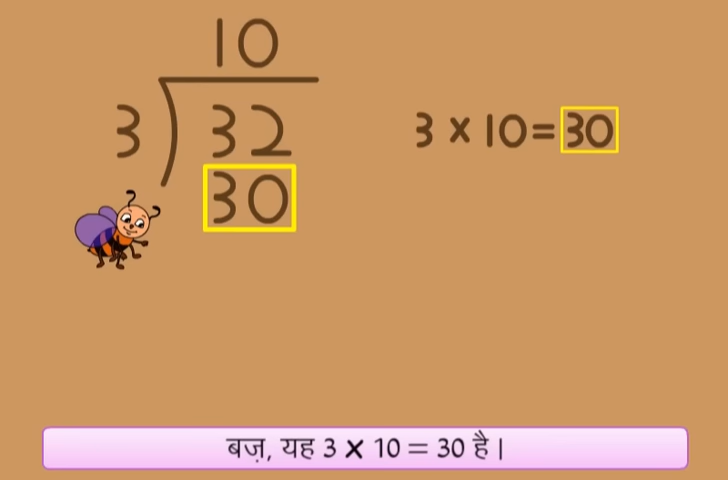 10
3 ) 32
3 × 10 = 30
30
बज़, यह 3 × 10 = 30 है।